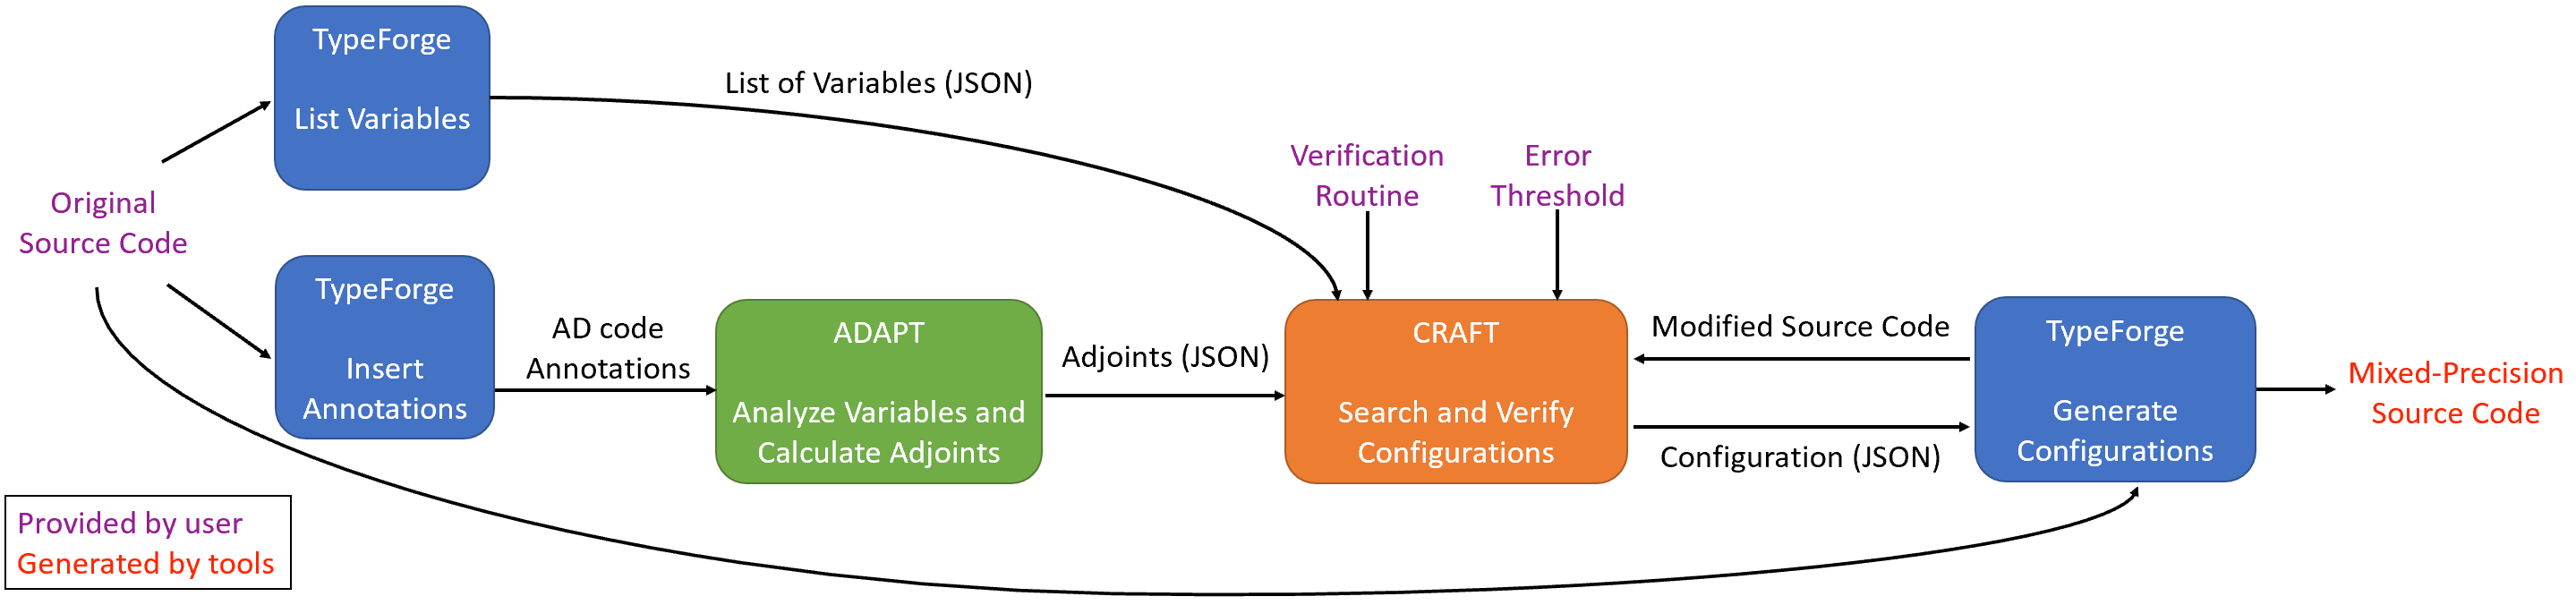 TypeForge
List Variables
List of Variables (JSON)
Original
Source Code
TypeForge
Insert
Annotations
AD code
Annotations
ADAPT
Analyze Variables and
Calculate Adjoints
Adjoints (JSON)
Verification
Routine
Error
Threshold
CRAFT
Search and Verify
Configurations
Modified Source Code
Configuration (JSON)
TypeForge
Generate
Configurations
Mixed-Precision
Source Code
Provided by user
Generated by tools